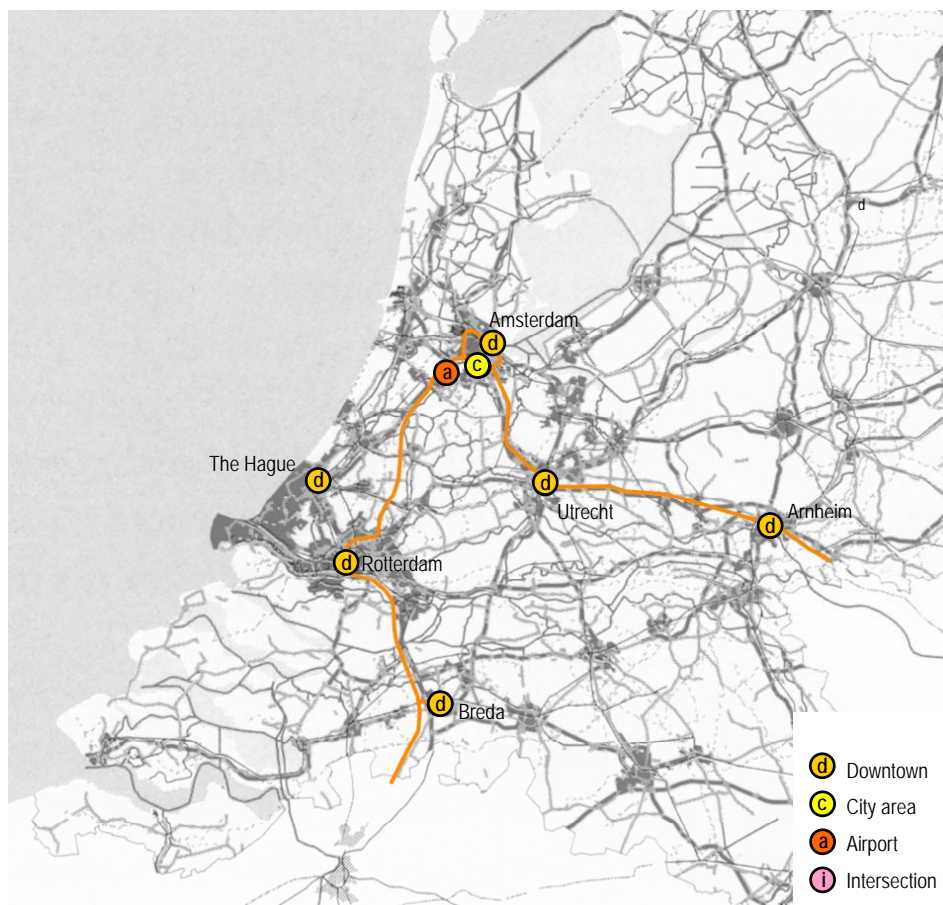 d
Amsterdam
d
c
a
The Hague
d
d
Utrecht
Arnheim
d
d
Rotterdam
d
Breda
d Downtown
c City area
a Airport
i Intersection